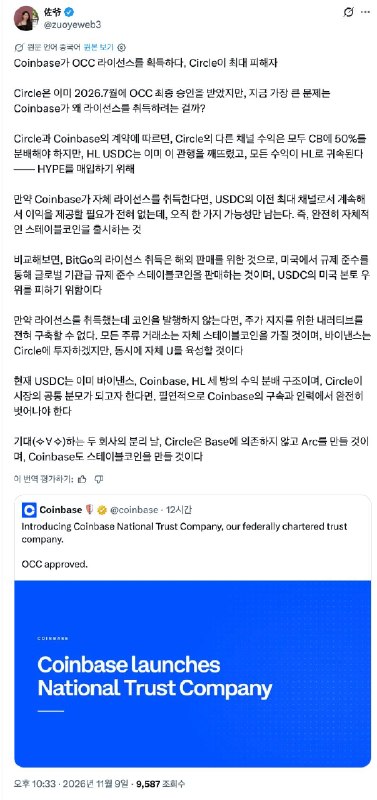 佐爷
@zuoyeweb3
원문 언어 중국어 원본 보기
Coinbase가 OCC 라이선스를 획득하다, Circle이 최대 피해자
Circle은 이미 2026.7월에 OCC 최종 승인을 받았지만, 지금 가장 큰 문제는
Coinbase가 왜 라이선스를 취득하려는 걸까?
Circle과 Coinbase의 계약에 따르면, Circle의 다른 채널 수익은 모두 CB에 50%를
분배해야 하지만, HL USDC는 이미 이 관행을 깨뜨렸고, 모든 수익이 HL로 귀속된다
—— HYPE를 매입하기 위해
만약 Coinbase가 자체 라이선스를 취득한다면, USDC의 이전 최대 채널로서 계속해
서 이익을 제공할 필요가 전혀 없는데, 오직 한 가지 가능성만 남는다. 즉, 완전히 자체적
인 스테이블코인을 출시하는 것
비교해보면, BitGo의 라이선스 취득은 해외 판매를 위한 것으로, 미국에서 규제 준수를
통해 글로벌 기관급 규제 준수 스테이블코인을 판매하는 것이며, USDC의 미국 본토 우
위를 피하기 위함이다
만약 라이선스를 취득했는데 코인을 발행하지 않는다면, 주가 지지를 위한 내러티브를
전혀 구축할 수 없다. 모든 주류 거래소는 자체 스테이블코인을 가질 것이며, 바이낸스는
Circle에 투자하겠지만, 동시에 자체 U를 육성할 것이다
현재 USDC는 이미 바이낸스, Coinbase, HL 세 방의 수익 분배 구조이며, Circle이
시장의 공통 분모가 되고자 한다면, 필연적으로 Coinbase의 구속과 인력에서 완전히
벗어나야 한다
기대(✧∀✧)하는 두 회사의 분리 날, Circle은 Base에 의존하지 않고 Arc를 만들 것이
며, Coinbase도 스테이블코인을 만들 것이다
이 번역 평가하기:
Coinbase @coinbase · 12시간
Introducing Coinbase National Trust Company, our federally chartered trust
company.
OCC approved.
COINBASE
Coinbase launches
National Trust Company
오후 10:33 · 2026년 11월 9일 · 9,587 조회수